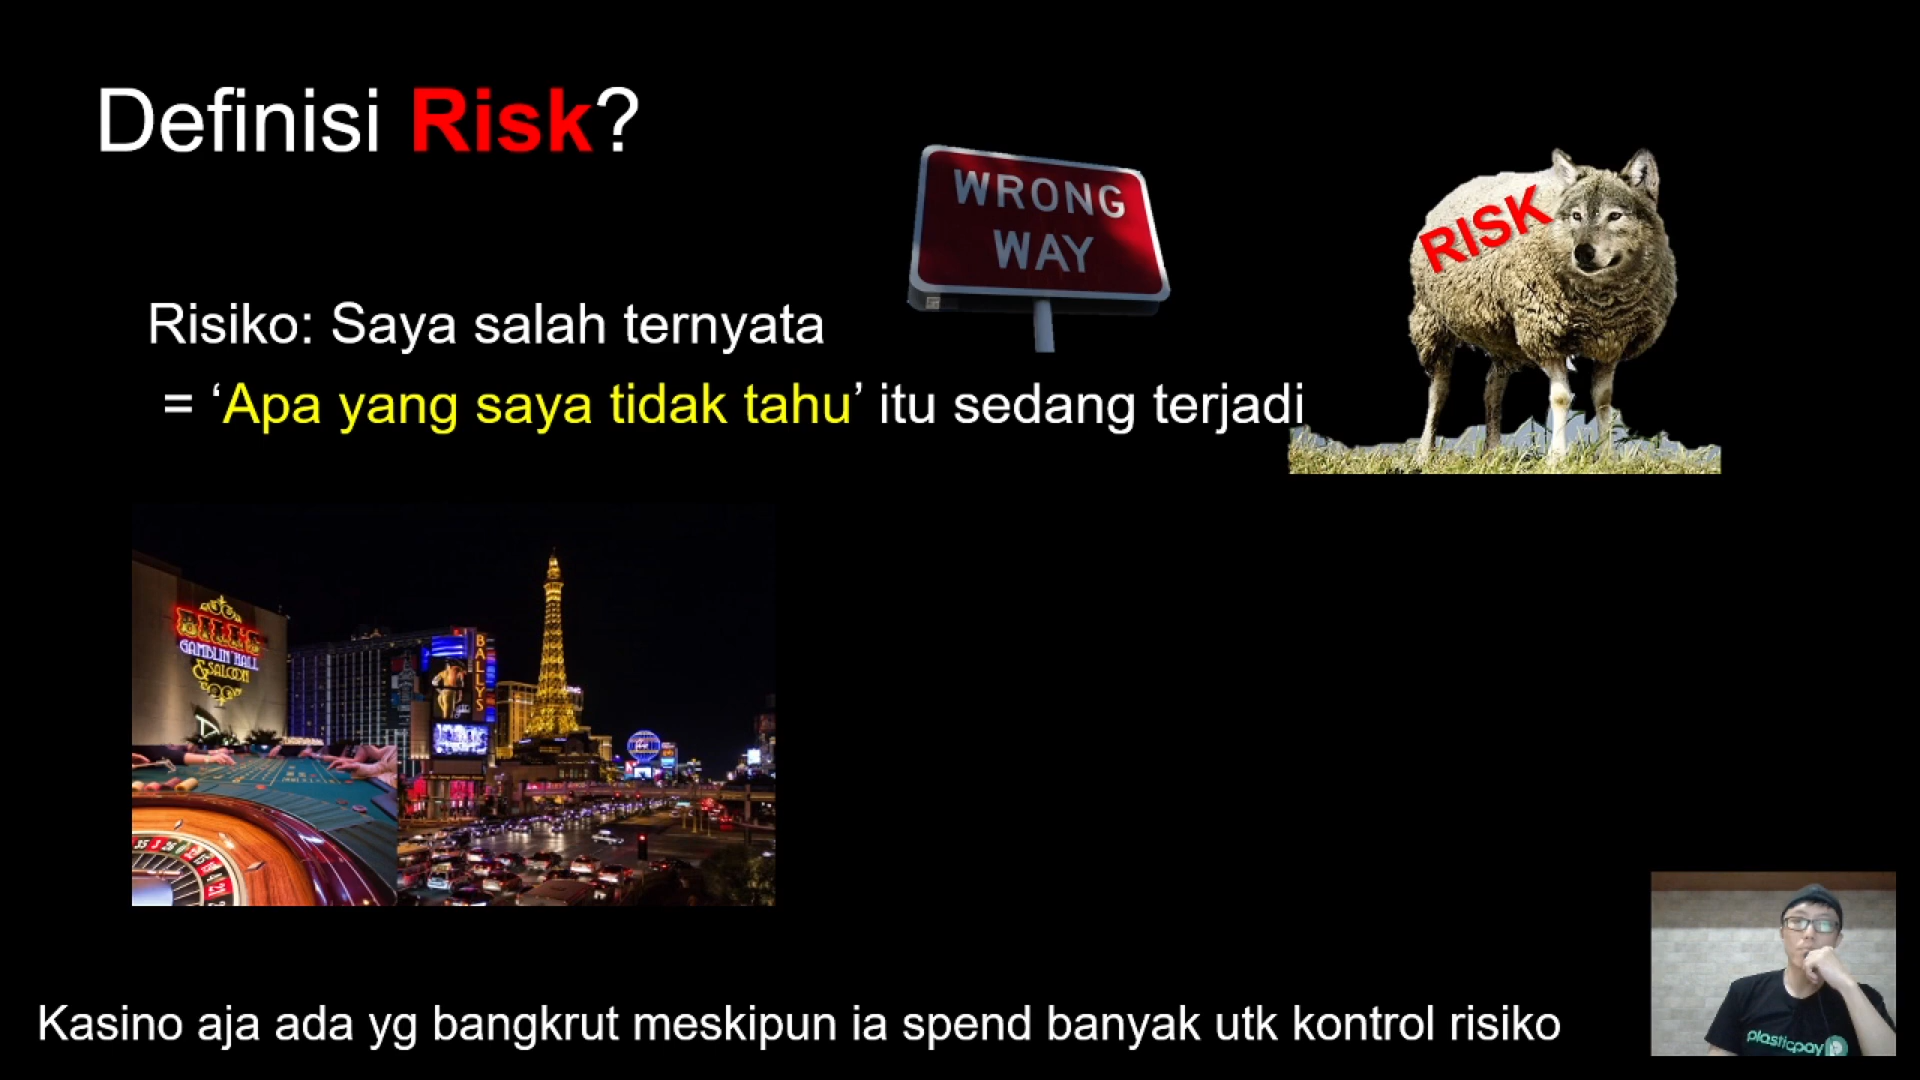 Definisi Risk?
WRONG
WAY
RISK
Risiko: Saya salah ternyata
= ‘Apa yang saya tidak tahu’ itu sedang terjadi
BILL'S
GAMBLIN' HALL
& SALOON
BALLYS
Kasino aja ada yg bangkrut meskipun ia spend banyak utk kontrol risiko
plasticpay